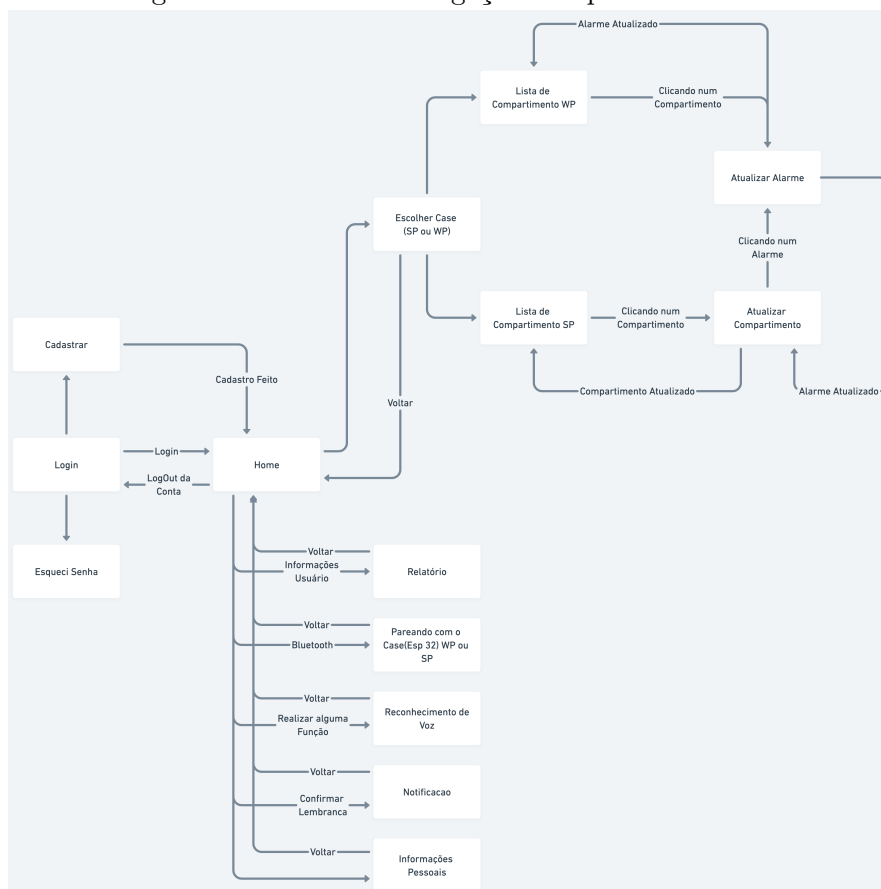 Alarme Atualizado
Lista de
Compartimento WP
Clicando num
Compartimento
Atualizar Alarme
Escolher Case
(SP ou WP)
Clicando num
Alarme
Lista de
Compartimento SP
Clicando num
Compartimento
Atualizar
Compartimento
Cadastrar
Cadastro Feito
Voltar
Compartimento Atualizado
Alarme Atualizado
Login
Login
Home
LogOut da
Conta
Esqueci Senha
Voltar
Informações
Usuário
Relatório
Voltar
Bluetooth
Pareando com o
Case(Esp 32) WP ou
SP
Voltar
Realizar alguma
Função
Reconhecimento de
Voz
Voltar
Confirmar
Lembranca
Notificacao
Voltar
Informações
Pessoais